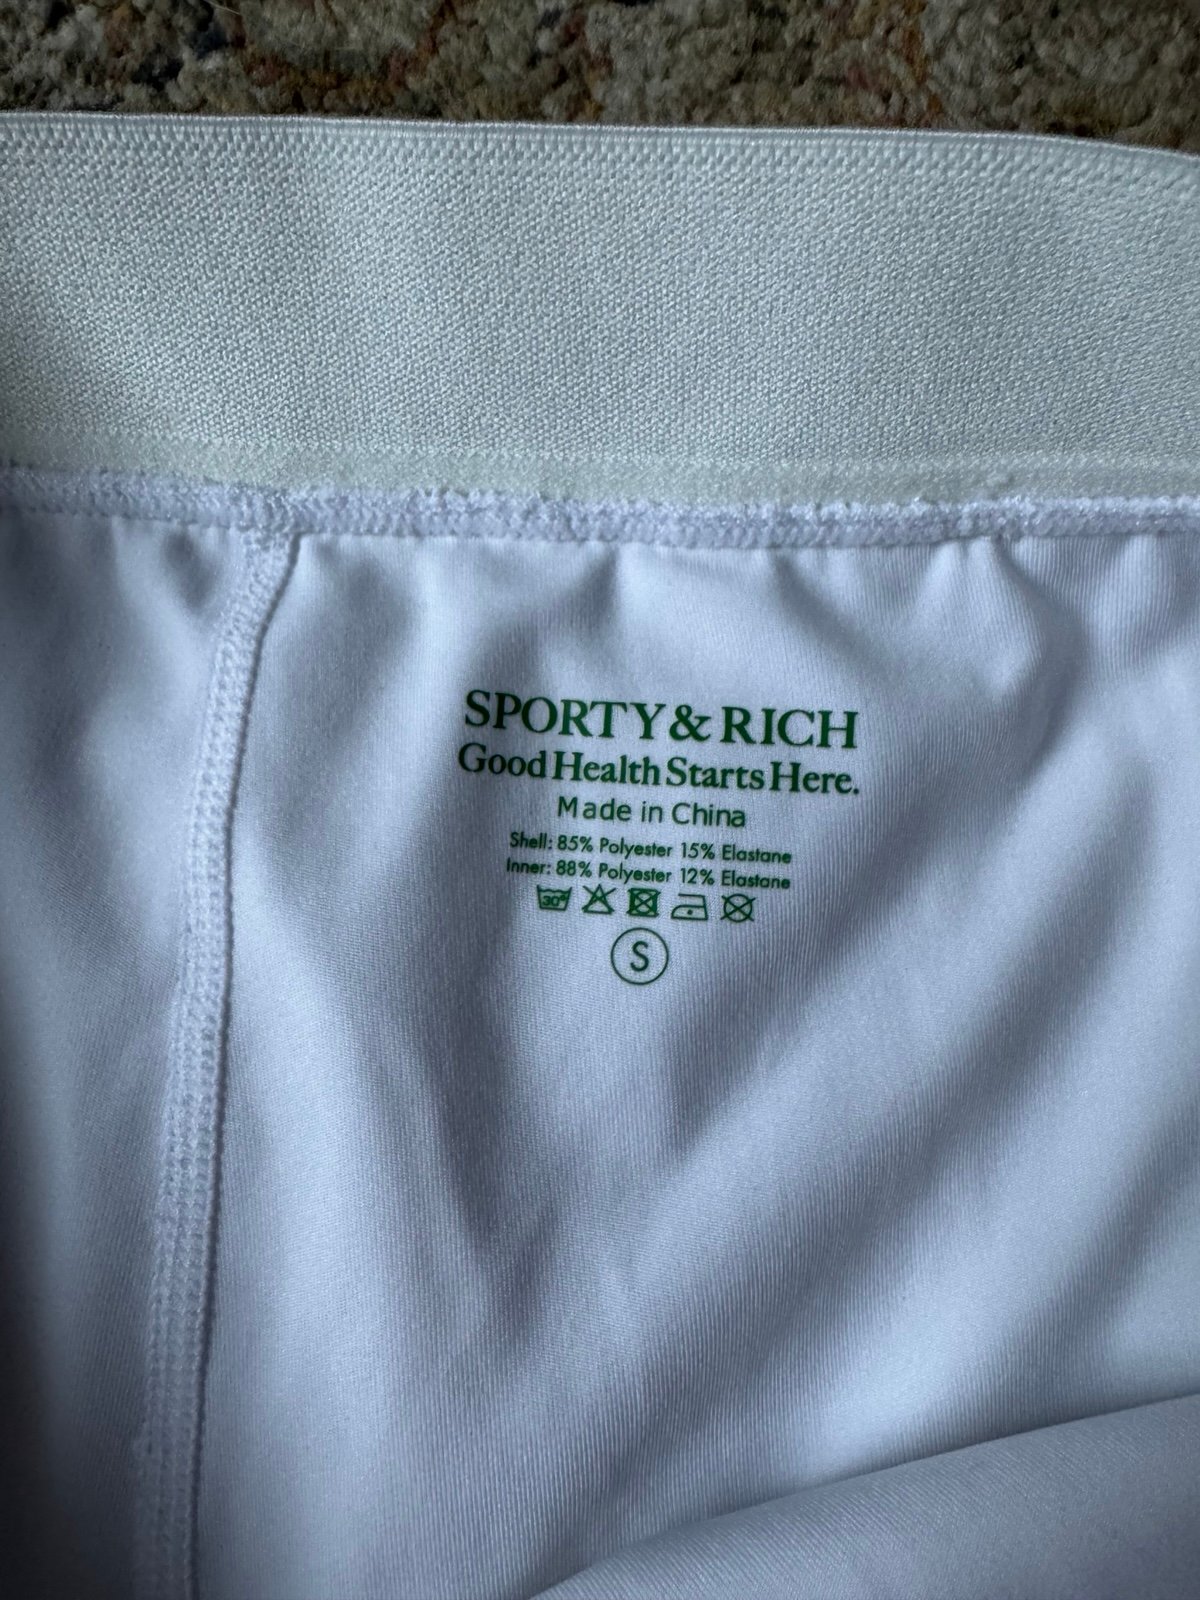 SPORTY & RICH
Good Health Starts Here.
Made in China
Shell: 85% Polyester 15% Elastane
Inner: 88% Polyester 12% Elastane
30°
S